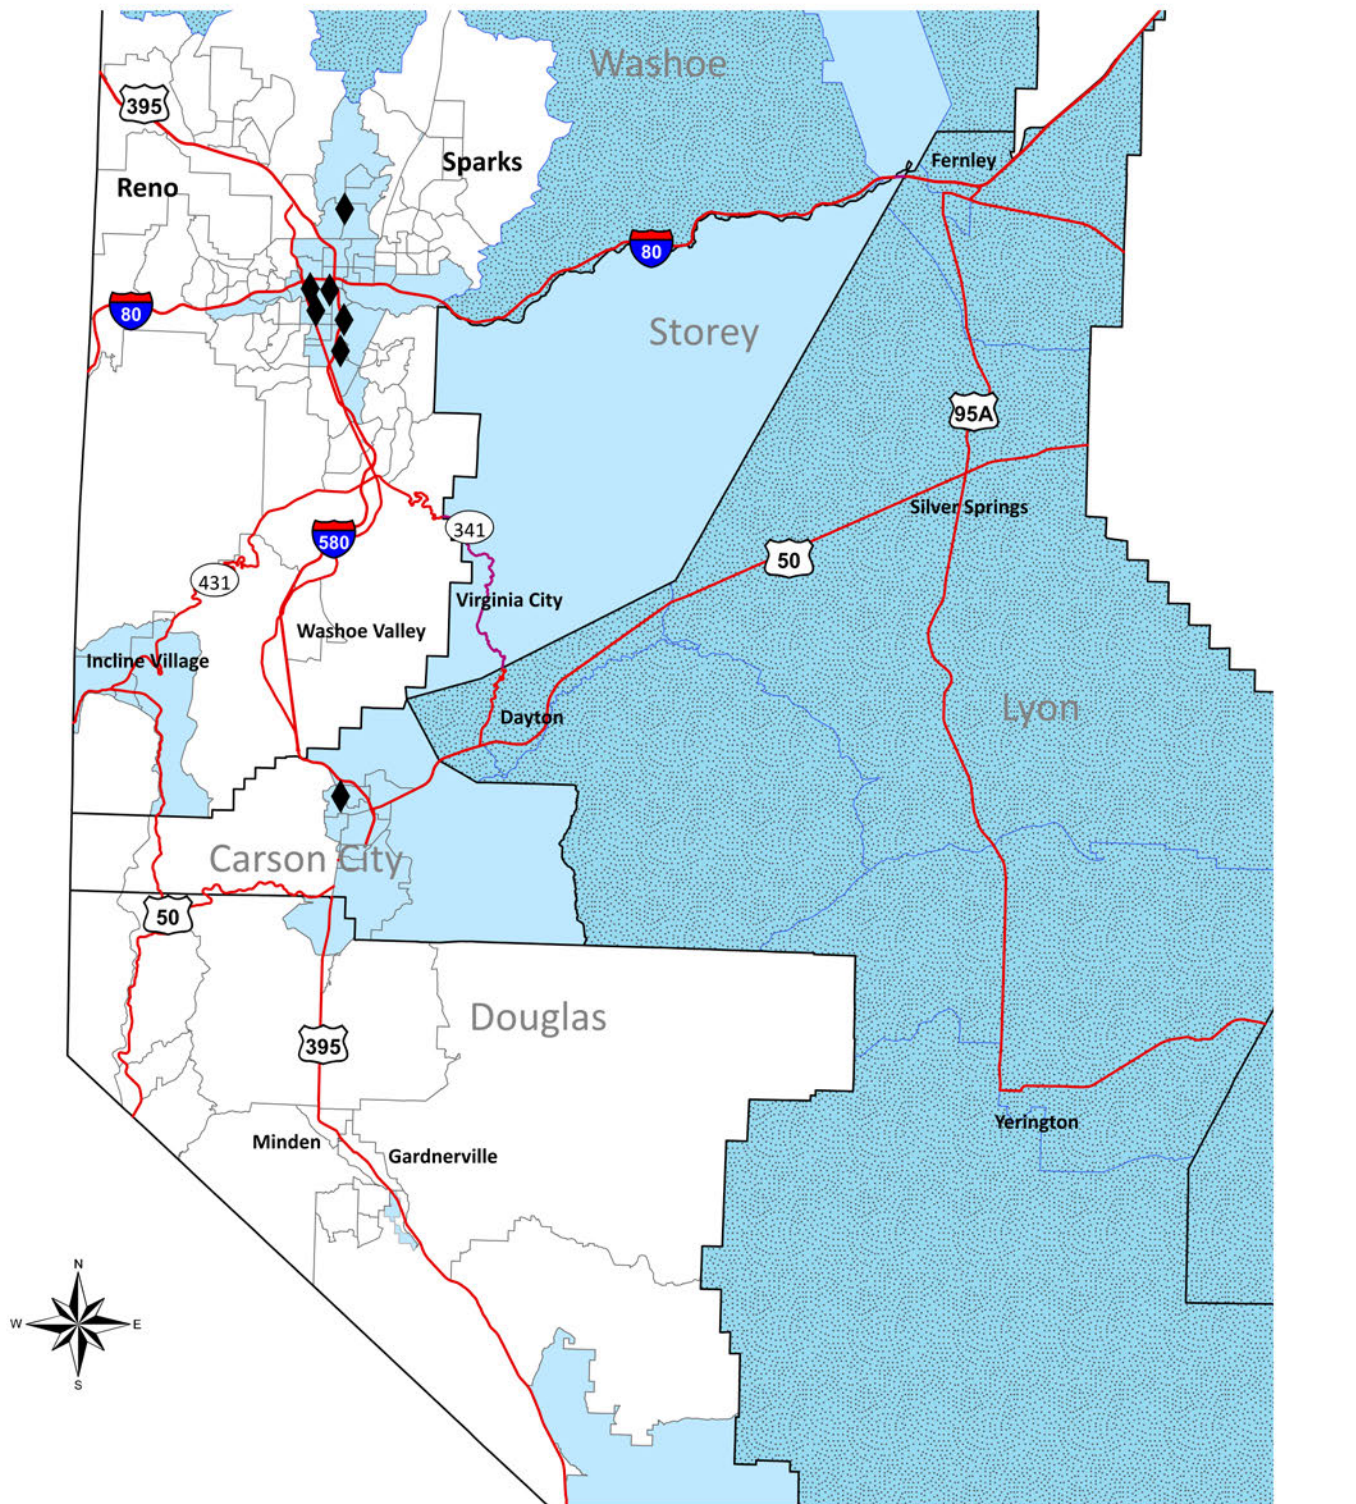 Washoe
395
Sparks
Fernley
Reno
80
80
Storey
95A
Silver Springs
341
580
50
431
Virginia City
Washoe Valley
Incline Village
Lyon
Dayton
Carson City
50
Douglas
395
Yerington
Minden
Gardnerville
N
W
E
S